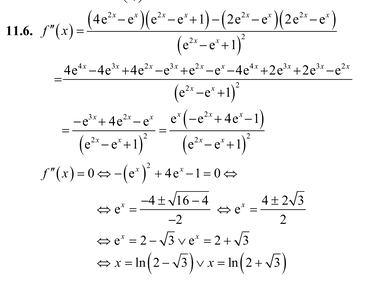 11.6. f''(x) = ((4e^{2x} − e^x)(e^{2x} − e^x + 1) − (2e^{2x} − e^x)(2e^{2x} − e^x)) / (e^{2x} − e^x + 1)^2
= (4e^{4x} − 4e^{3x} + 4e^{2x} − e^{3x} + e^{2x} − e^x − 4e^{4x} + 2e^{3x} + 2e^{3x} − e^{2x}) / (e^{2x} − e^x + 1)^2
= (−e^{3x} + 4e^{2x} − e^x) / (e^{2x} − e^x + 1)^2 = (e^x(−e^{2x} + 4e^x − 1)) / (e^{2x} − e^x + 1)^2
f''(x) = 0 ⇔ −(e^x)^2 + 4e^x − 1 = 0 ⇔
⇔ e^x = (−4 ± √(16 − 4)) / −2 ⇔ e^x = (4 ± 2√3) / 2
⇔ e^x = 2 − √3 ∨ e^x = 2 + √3
⇔ x = ln(2 − √3) ∨ x = ln(2 + √3)